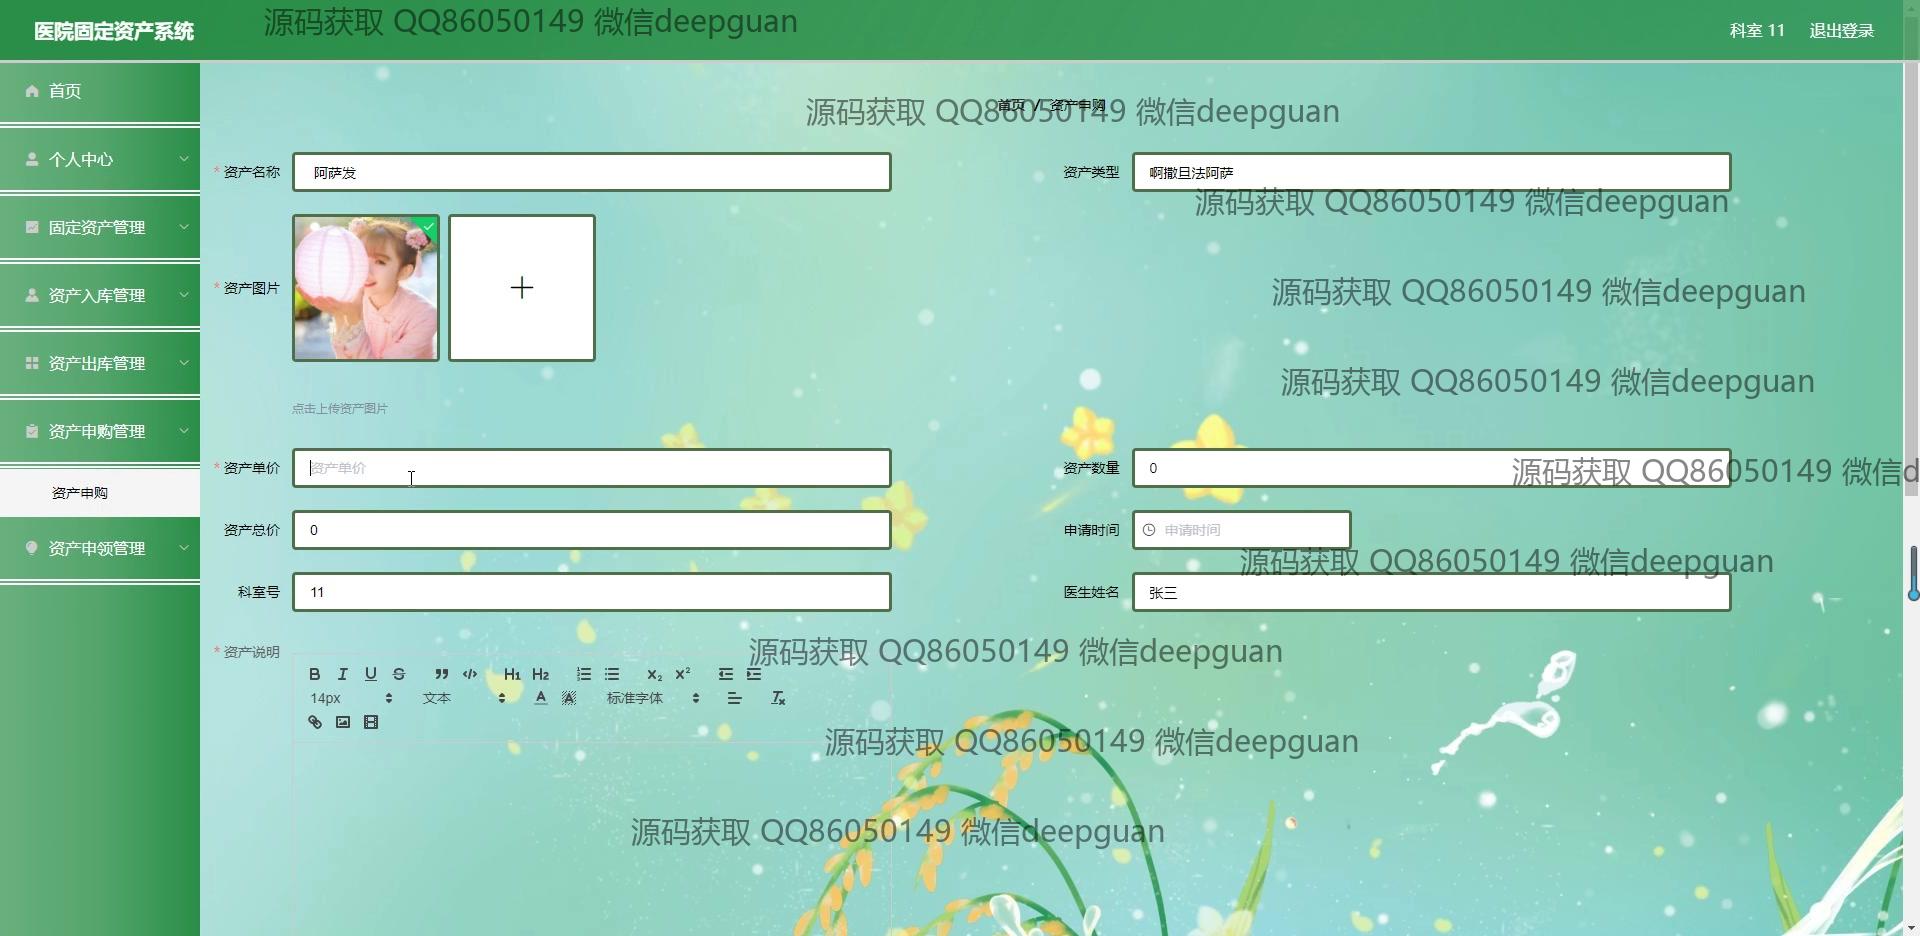 医院固定资产系统
源码获取 QQ86050149 微信deepguan
科室 11
退出登录
首页
个人中心
固定资产管理
资产入库管理
资产出库管理
资产申购管理
资产申购
资产申领管理
首页 / 资产申购
源码获取 QQ86050149 微信deepguan
* 资产名称
阿萨发
资产类型
啊撒旦法阿萨
源码获取 QQ86050149 微信deepguan
* 资产图片
源码获取 QQ86050149 微信deepguan
源码获取 QQ86050149 微信deepguan
点击上传资产图片
* 资产单价
资产单价
资产数量
0
源码获取 QQ86050149 微信d
资产总价
0
申请时间
申请时间
源码获取 QQ86050149 微信deepguan
科室号
11
医生姓名
张三
* 资产说明
源码获取 QQ86050149 微信deepguan
B I U S H1 H2 x2 x2
14px 文本 A A 标准字体 Tx
源码获取 QQ86050149 微信deepguan
源码获取 QQ86050149 微信deepguan